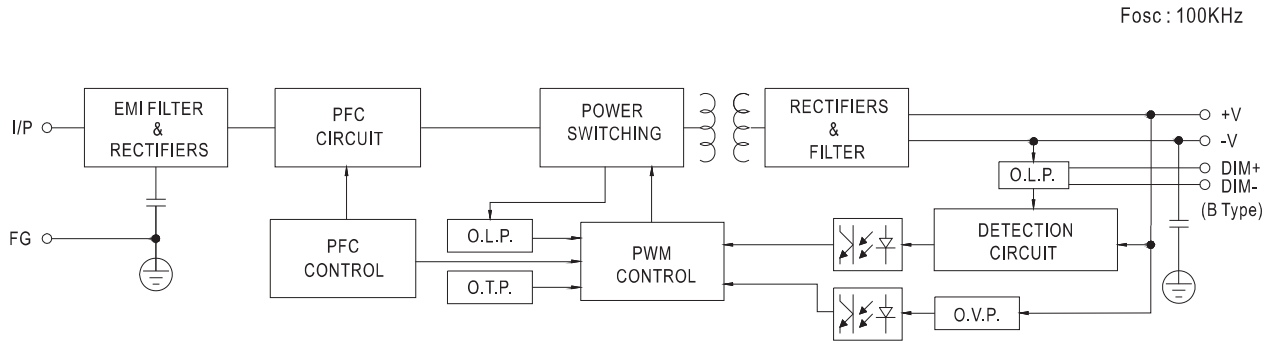 Fosc : 100KHz
I/P
EMI FILTER
&
RECTIFIERS
PFC
CIRCUIT
POWER
SWITCHING
RECTIFIERS
&
FILTER
+V
-V
DIM+
DIM-
(B Type)
O.L.P.
FG
PFC
CONTROL
O.L.P.
O.T.P.
PWM
CONTROL
DETECTION
CIRCUIT
O.V.P.